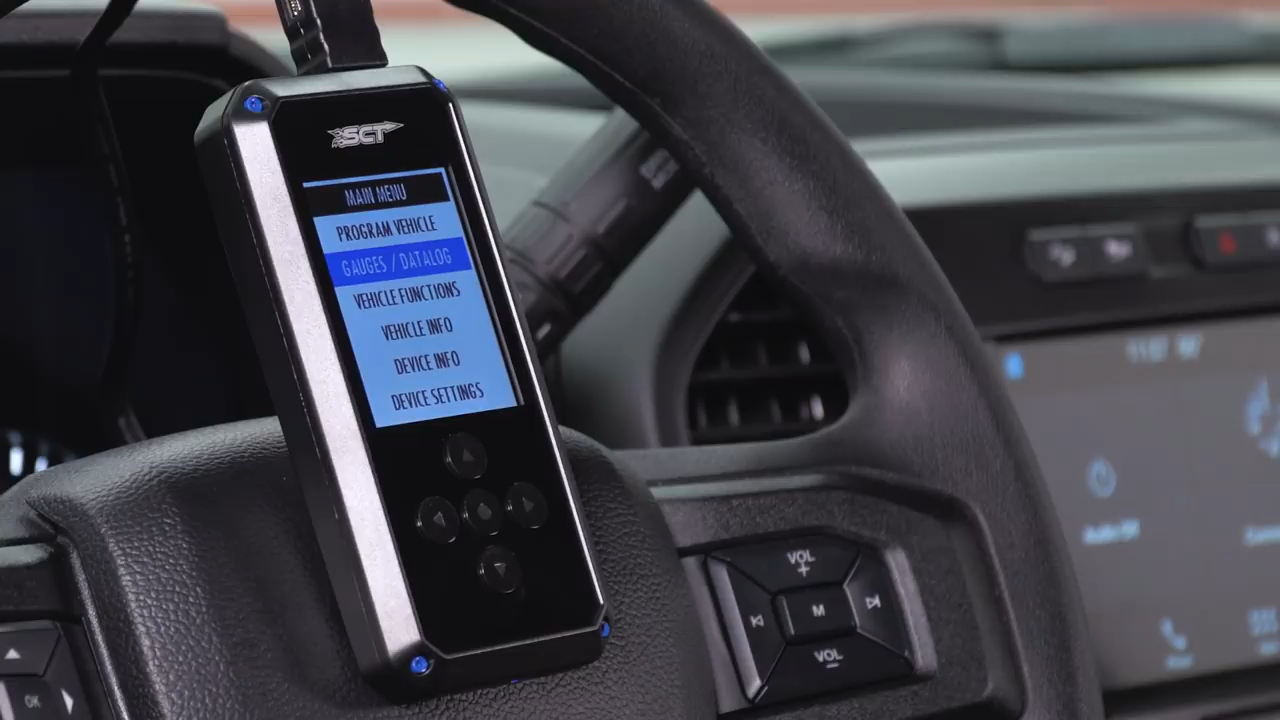 SCT
MAIN MENU
PROGRAM VEHICLE
GAUGES / DATALOG
VEHICLE FUNCTIONS
VEHICLE INFO
DEVICE INFO
DEVICE SETTINGS
VOL
+
M
VOL
-
OK